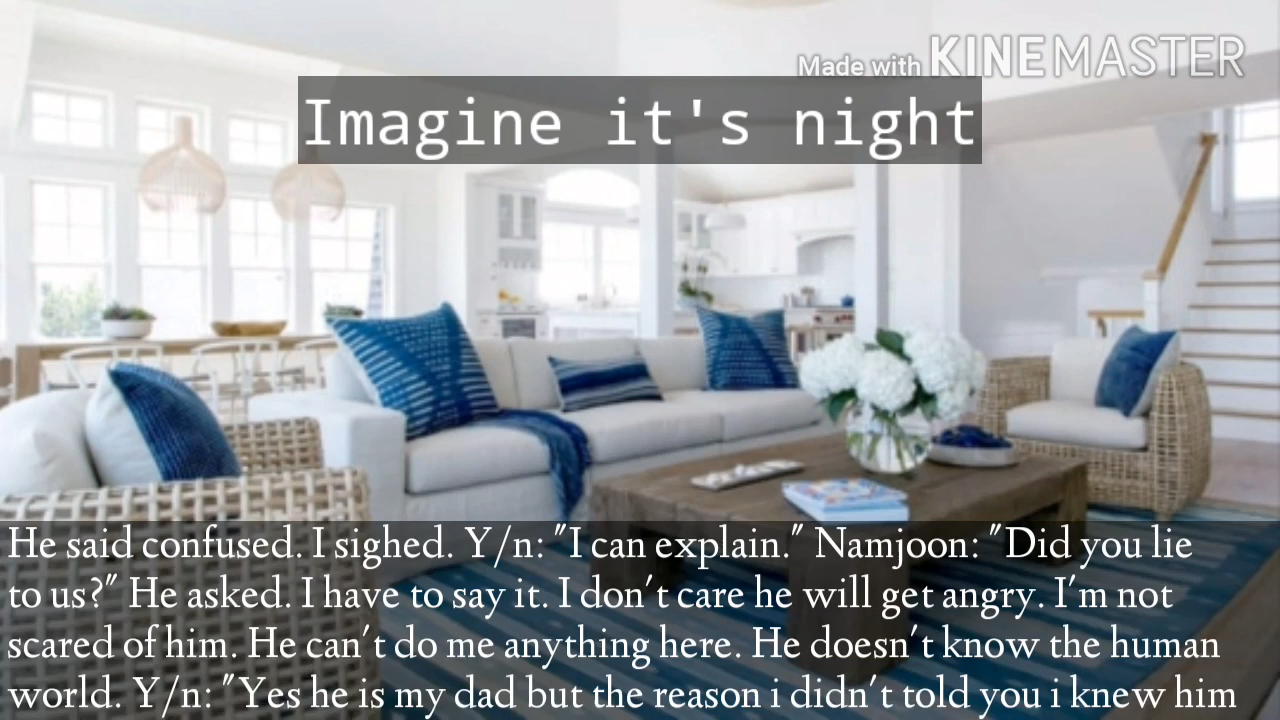 Made with KINEMASTER
Imagine it's night
He said confused. I sighed. Y/n: "I can explain." Namjoon: "Did you lie
to us?" He asked. I have to say it. I don't care he will get angry. I'm not
scared of him. He can't do me anything here. He doesn't know the human
world. Y/n: "Yes he is my dad but the reason i didn't told you i knew him